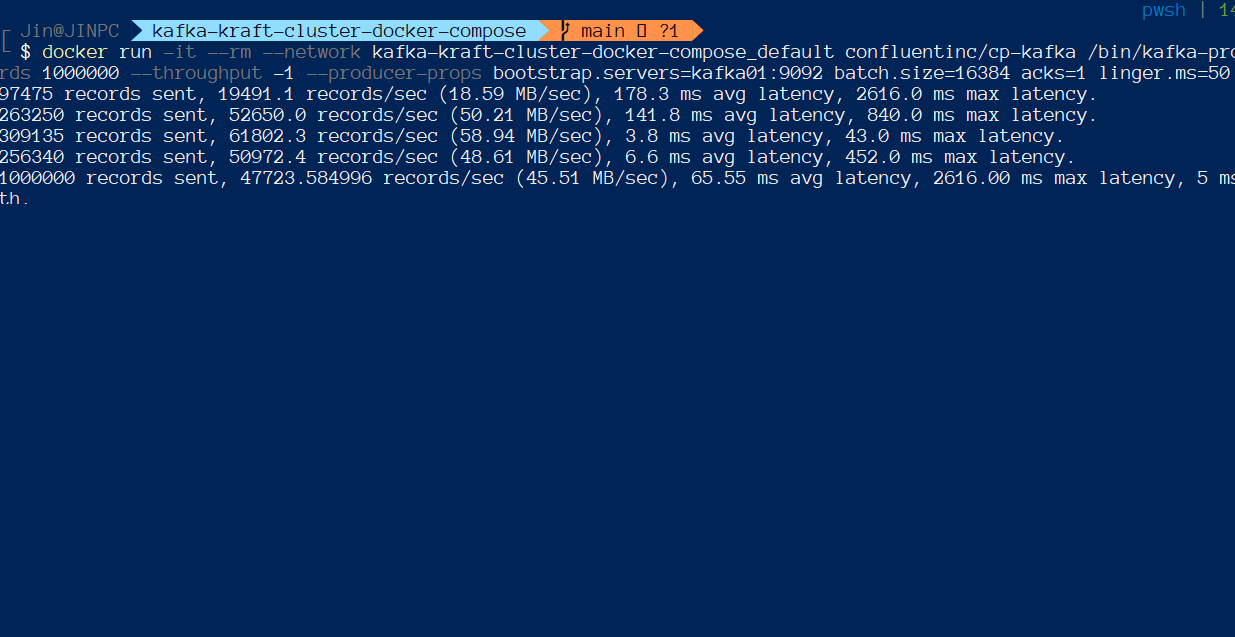 pwsh | 14
Jin@JINPC kafka-kraft-cluster-docker-compose main ?1
$ docker run -it --rm --network kafka-kraft-cluster-docker-compose_default confluentinc/cp-kafka /bin/kafka-pro
rds 1000000 --throughput -1 --producer-props bootstrap.servers=kafka01:9092 batch.size=16384 acks=1 linger.ms=50
97475 records sent, 19491.1 records/sec (18.59 MB/sec), 178.3 ms avg latency, 2616.0 ms max latency.
263250 records sent, 52650.0 records/sec (50.21 MB/sec), 141.8 ms avg latency, 840.0 ms max latency.
309135 records sent, 61802.3 records/sec (58.94 MB/sec), 3.8 ms avg latency, 43.0 ms max latency.
256340 records sent, 50972.4 records/sec (48.61 MB/sec), 6.6 ms avg latency, 452.0 ms max latency.
1000000 records sent, 47723.584996 records/sec (45.51 MB/sec), 65.55 ms avg latency, 2616.00 ms max latency, 5 ms
th.